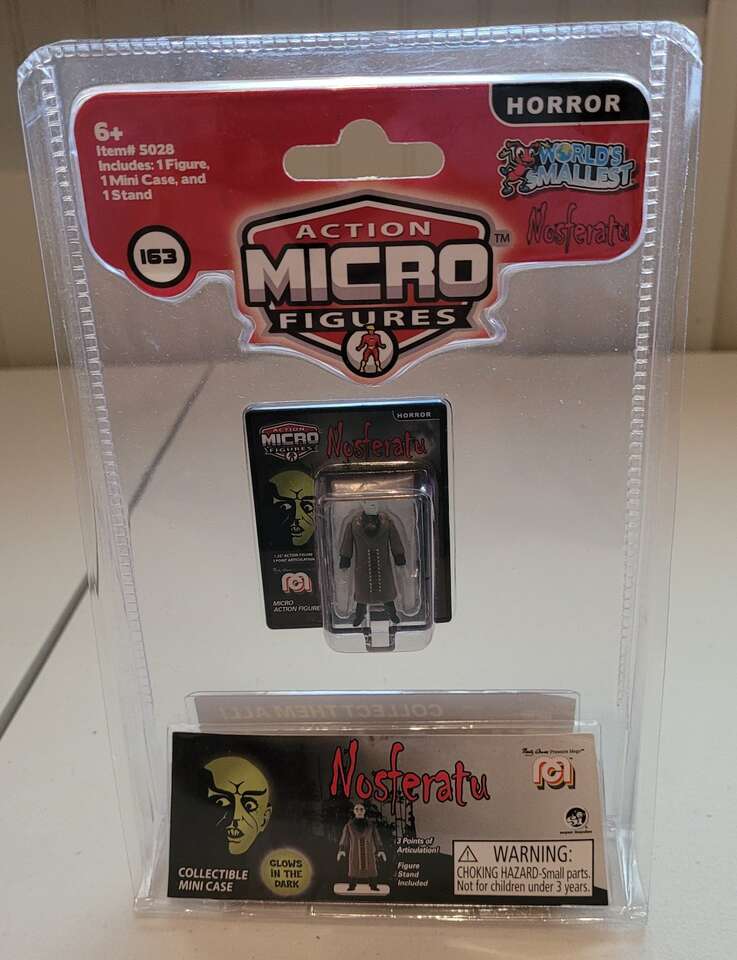 HORROR
6+
Item# 5028
Includes: 1 Figure,
1 Mini Case, and
1 Stand
WORLD'S
SMALLEST
Nosferatu
163
ACTION
MICRO™
FIGURES
HORROR
ACTION
MICRO
FIGURES
Nosferatu
MICRO
ACTION FIGURE
COLLECT THEM ALL!
Nosferatu
3 Points of
Articulation!
Figure
Stand
Included
COLLECTIBLE
MINI CASE
GLOWS
IN THE
DARK
WARNING:
CHOKING HAZARD-Small parts.
Not for children under 3 years.